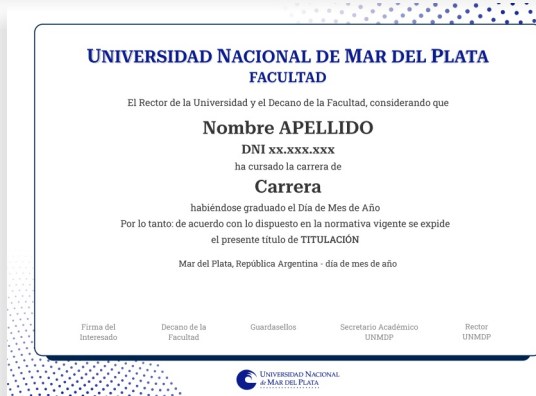 UNIVERSIDAD NACIONAL DE MAR DEL PLATA
FACULTAD
El Rector de la Universidad y el Decano de la Facultad, considerando que
Nombre APELLIDO
DNI xx.xxx.xxx
ha cursado la carrera de
Carrera
habiéndose graduado el Día de Mes de Año
Por lo tanto: de acuerdo con lo dispuesto en la normativa vigente se expide
el presente título de TITULACIÓN
Mar del Plata, República Argentina - día de mes de año
Firma del Interesado
Decano de la Facultad
Guardasellos
Secretario Académico UNMDP
Rector UNMDP
UNIVERSIDAD NACIONAL
de MAR DEL PLATA